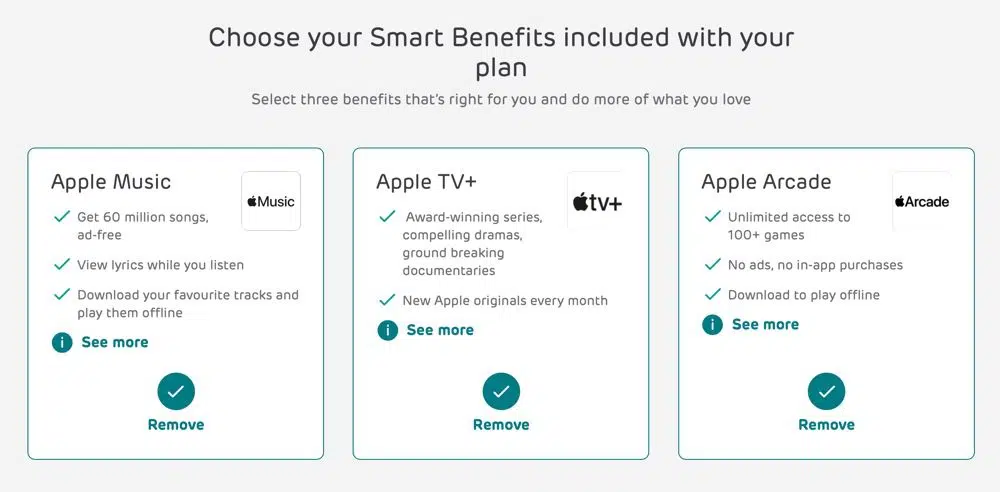 Choose your Smart Benefits included with your
plan
Select three benefits that's right for you and do more of what you love
Apple Music
Music
Get 60 million songs,
ad-free
View lyrics while you listen
Download your favourite tracks and
play them offline
i See more
Remove
Apple TV+
tv+
Award-winning series,
compelling dramas,
ground breaking
documentaries
New Apple originals every month
i See more
Remove
Apple Arcade
Arcade
Unlimited access to
100+ games
No ads, no in-app purchases
Download to play offline
i See more
Remove